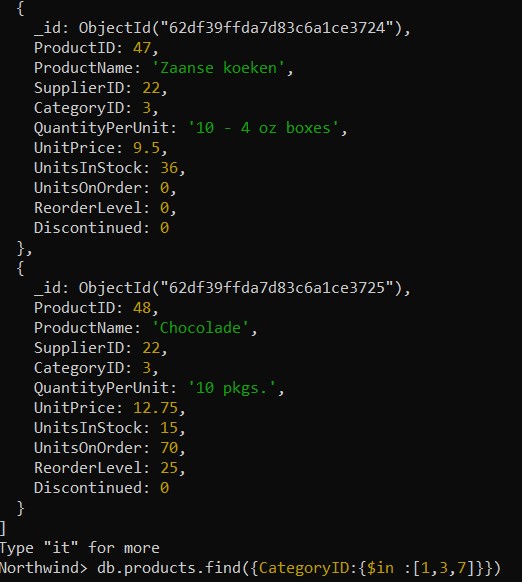 {
_id: ObjectId("62df39ffda7d83c6a1ce3724"),
ProductID: 47,
ProductName: 'Zaanse koeken',
SupplierID: 22,
CategoryID: 3,
QuantityPerUnit: '10 - 4 oz boxes',
UnitPrice: 9.5,
UnitsInStock: 36,
UnitsOnOrder: 0,
ReorderLevel: 0,
Discontinued: 0
},
{
_id: ObjectId("62df39ffda7d83c6a1ce3725"),
ProductID: 48,
ProductName: 'Chocolade',
SupplierID: 22,
CategoryID: 3,
QuantityPerUnit: '10 pkgs.',
UnitPrice: 12.75,
UnitsInStock: 15,
UnitsOnOrder: 70,
ReorderLevel: 25,
Discontinued: 0
}
]
Type "it" for more
Northwind> db.products.find({CategoryID:{$in :[1,3,7]}})